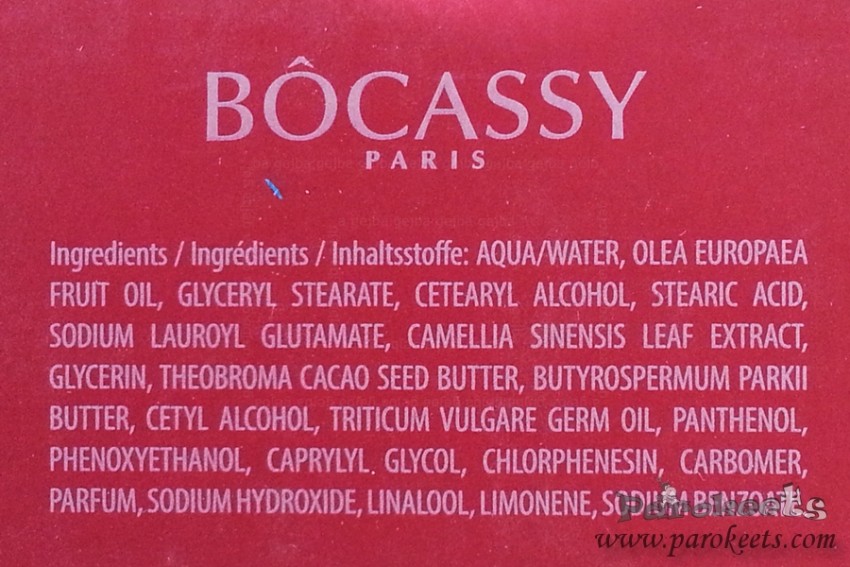 BÔCASSY
PARIS
Ingredients / Ingrédients / Inhaltsstoffe: AQUA/WATER, OLEA EUROPAEA
FRUIT OIL, GLYCERYL STEARATE, CETEARYL ALCOHOL, STEARIC ACID,
SODIUM LAUROYL GLUTAMATE, CAMELLIA SINENSIS LEAF EXTRACT,
GLYCERIN, THEOBROMA CACAO SEED BUTTER, BUTYROSPERMUM PARKII
BUTTER, CETYL ALCOHOL, TRITICUM VULGARE GERM OIL, PANTHENOL,
PHENOXYETHANOL, CAPRYLYL GLYCOL, CHLORPHENESIN, CARBOMER,
PARFUM, SODIUM HYDROXIDE, LINALOOL, LIMONENE, SODIUM BENZOATE
Parokeets
www.parokeets.com